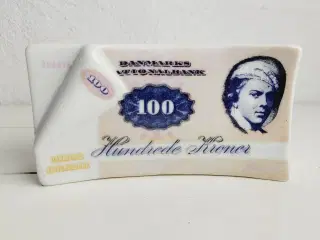 DANMARKS
NATIONALBANK
100
100
Hundrede Kroner